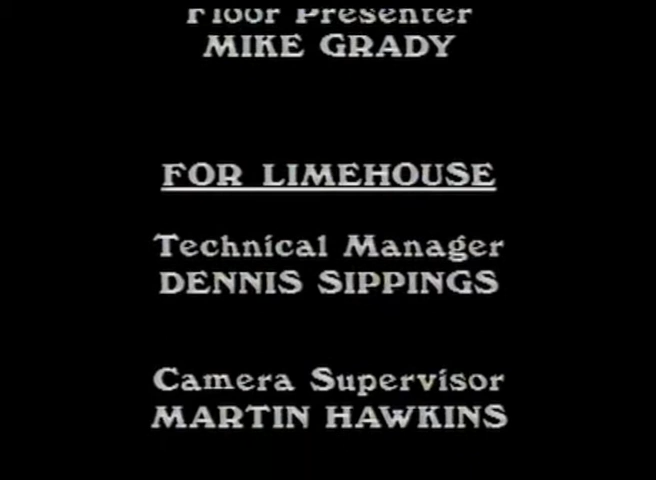 Floor Presenter
MIKE GRADY
FOR LIMEHOUSE
Technical Manager
DENNIS SIPPINGS
Camera Supervisor
MARTIN HAWKINS